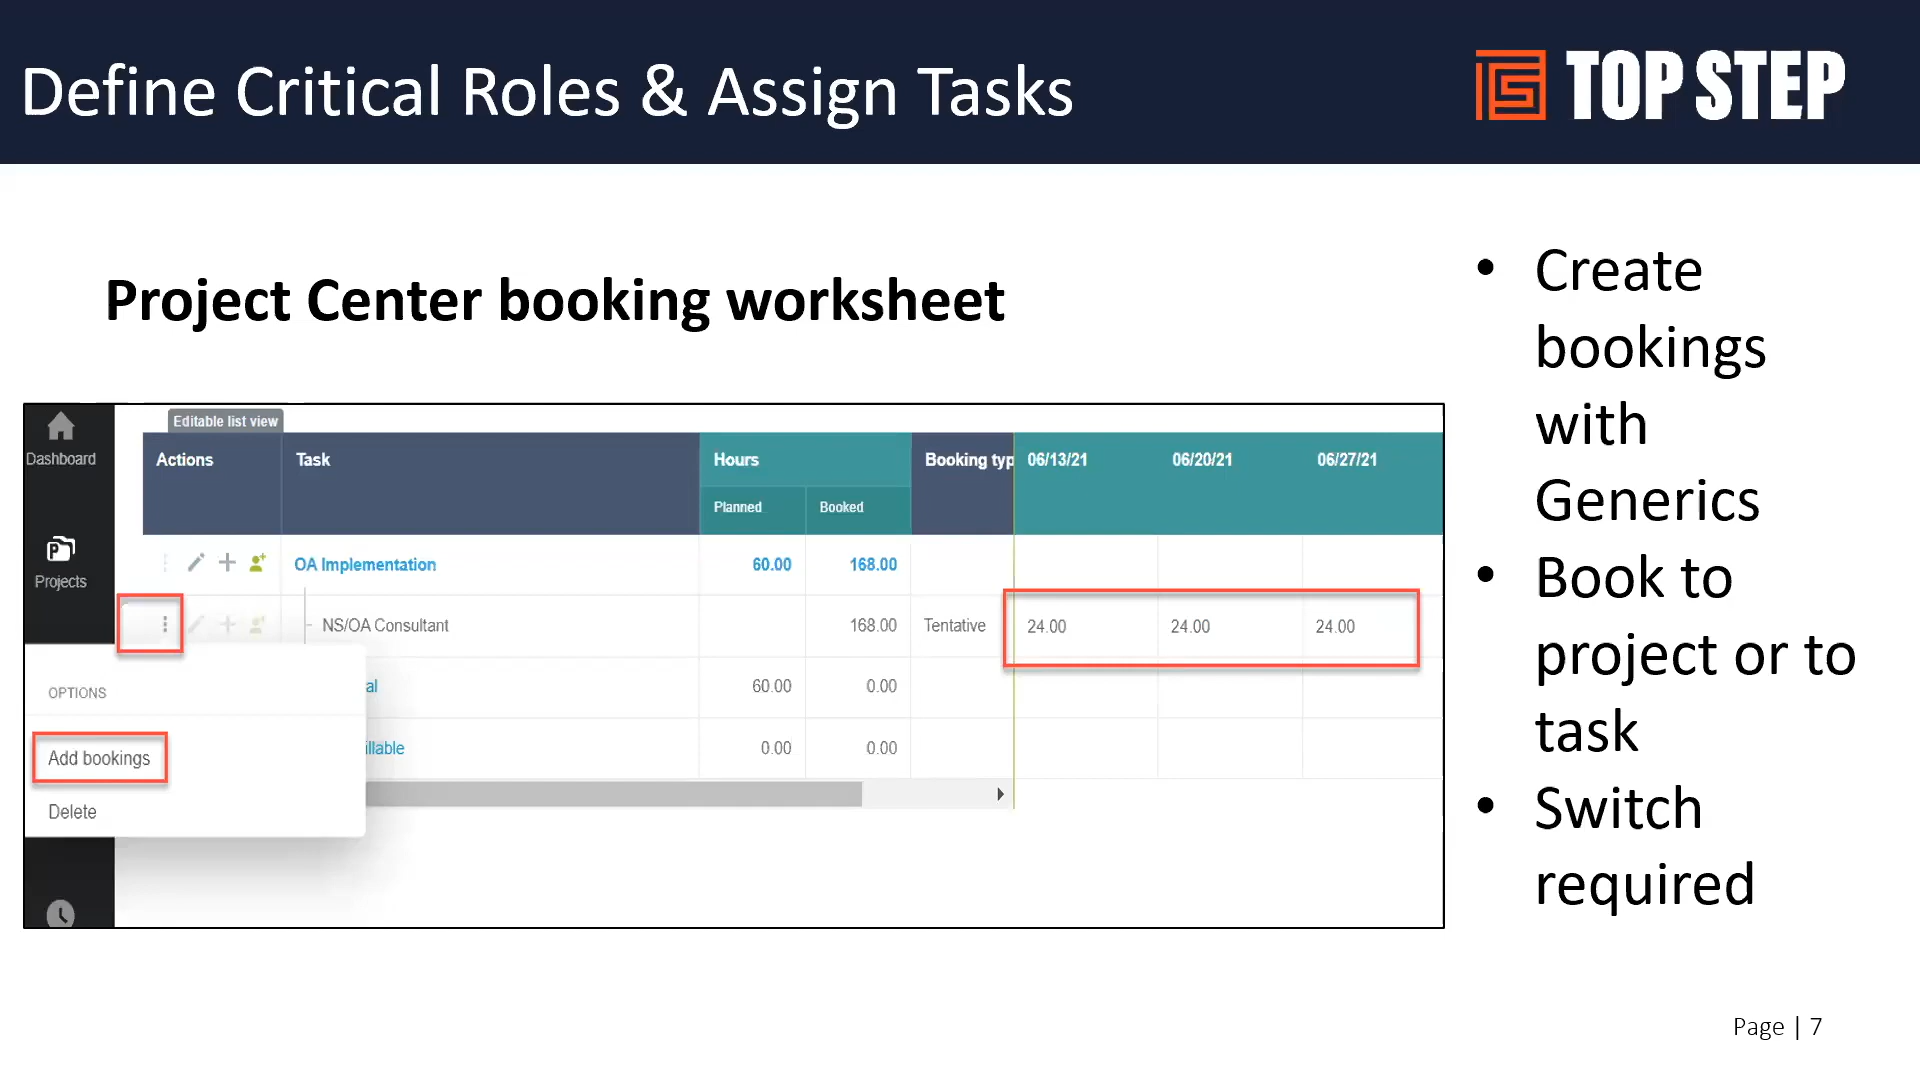 Define Critical Roles & Assign Tasks
TOP STEP
Project Center booking worksheet
Editable list view
Dashboard
Actions
Task
Hours
Booking typ
06/13/21
06/20/21
06/27/21
Planned
Booked
Projects
OA Implementation
60.00
168.00
NS/OA Consultant
168.00
Tentative
24.00
24.00
24.00
OPTIONS
al
60.00
0.00
Add bookings
illable
0.00
0.00
Delete
• Create
bookings
with
Generics
• Book to
project or to
task
• Switch
required
Page | 7